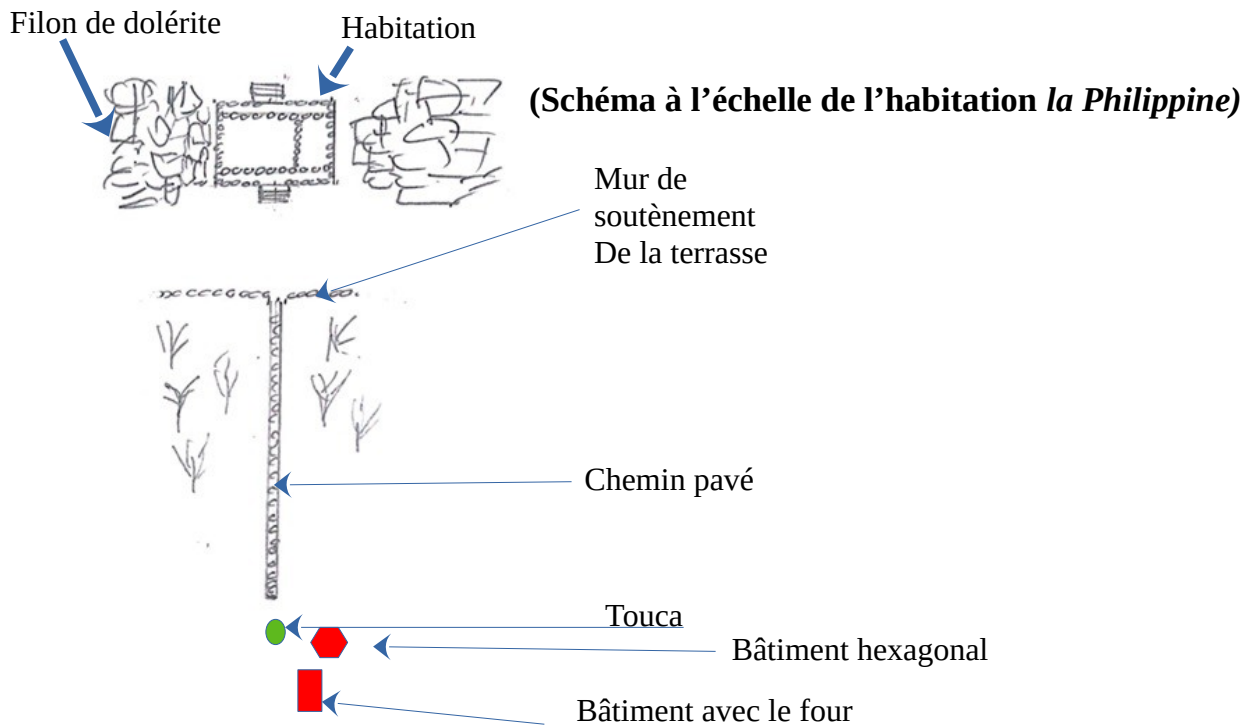 Filon de dolérite
Habitation
(Schéma à l’échelle de l’habitation la Philippine)
Mur de
soutènement
De la terrasse
Chemin pavé
Touca
Bâtiment hexagonal
Bâtiment avec le four